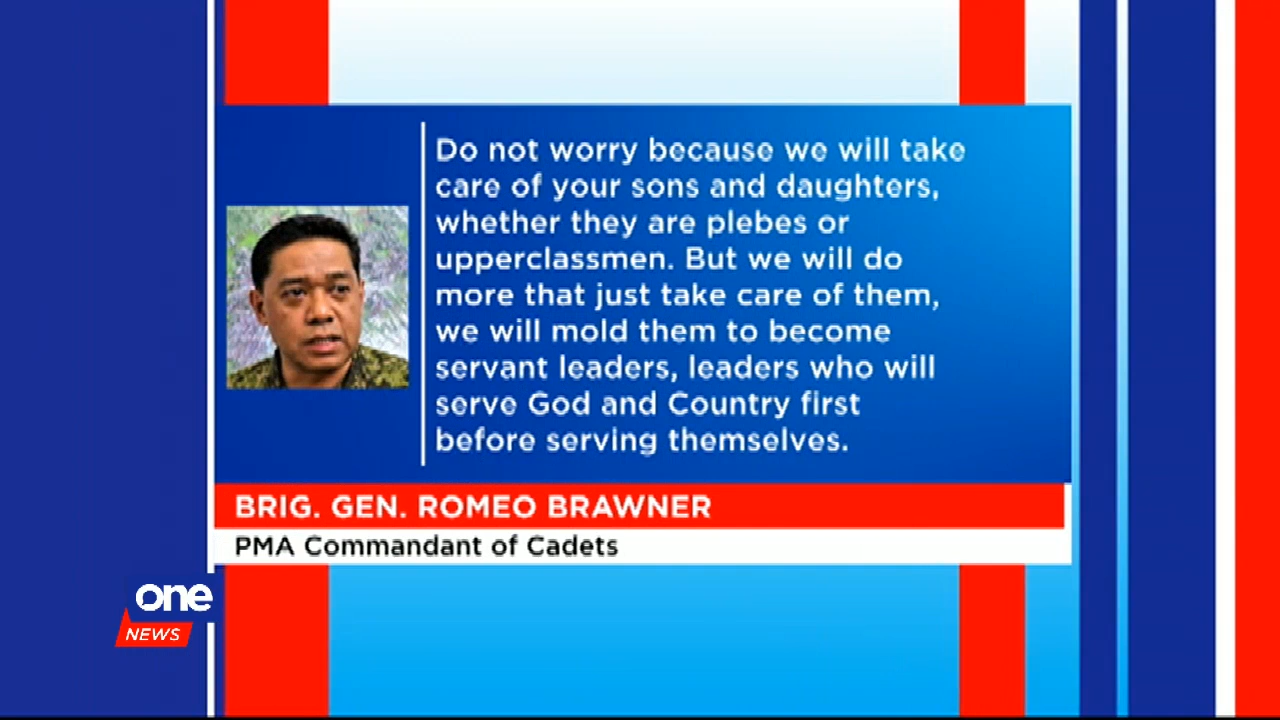 Do not worry because we will take
care of your sons and daughters,
whether they are plebes or
upperclassmen. But we will do
more that just take care of them,
we will mold them to become
servant leaders, leaders who will
serve God and Country first
before serving themselves.
BRIG. GEN. ROMEO BRAWNER
PMA Commandant of Cadets
one
NEWS